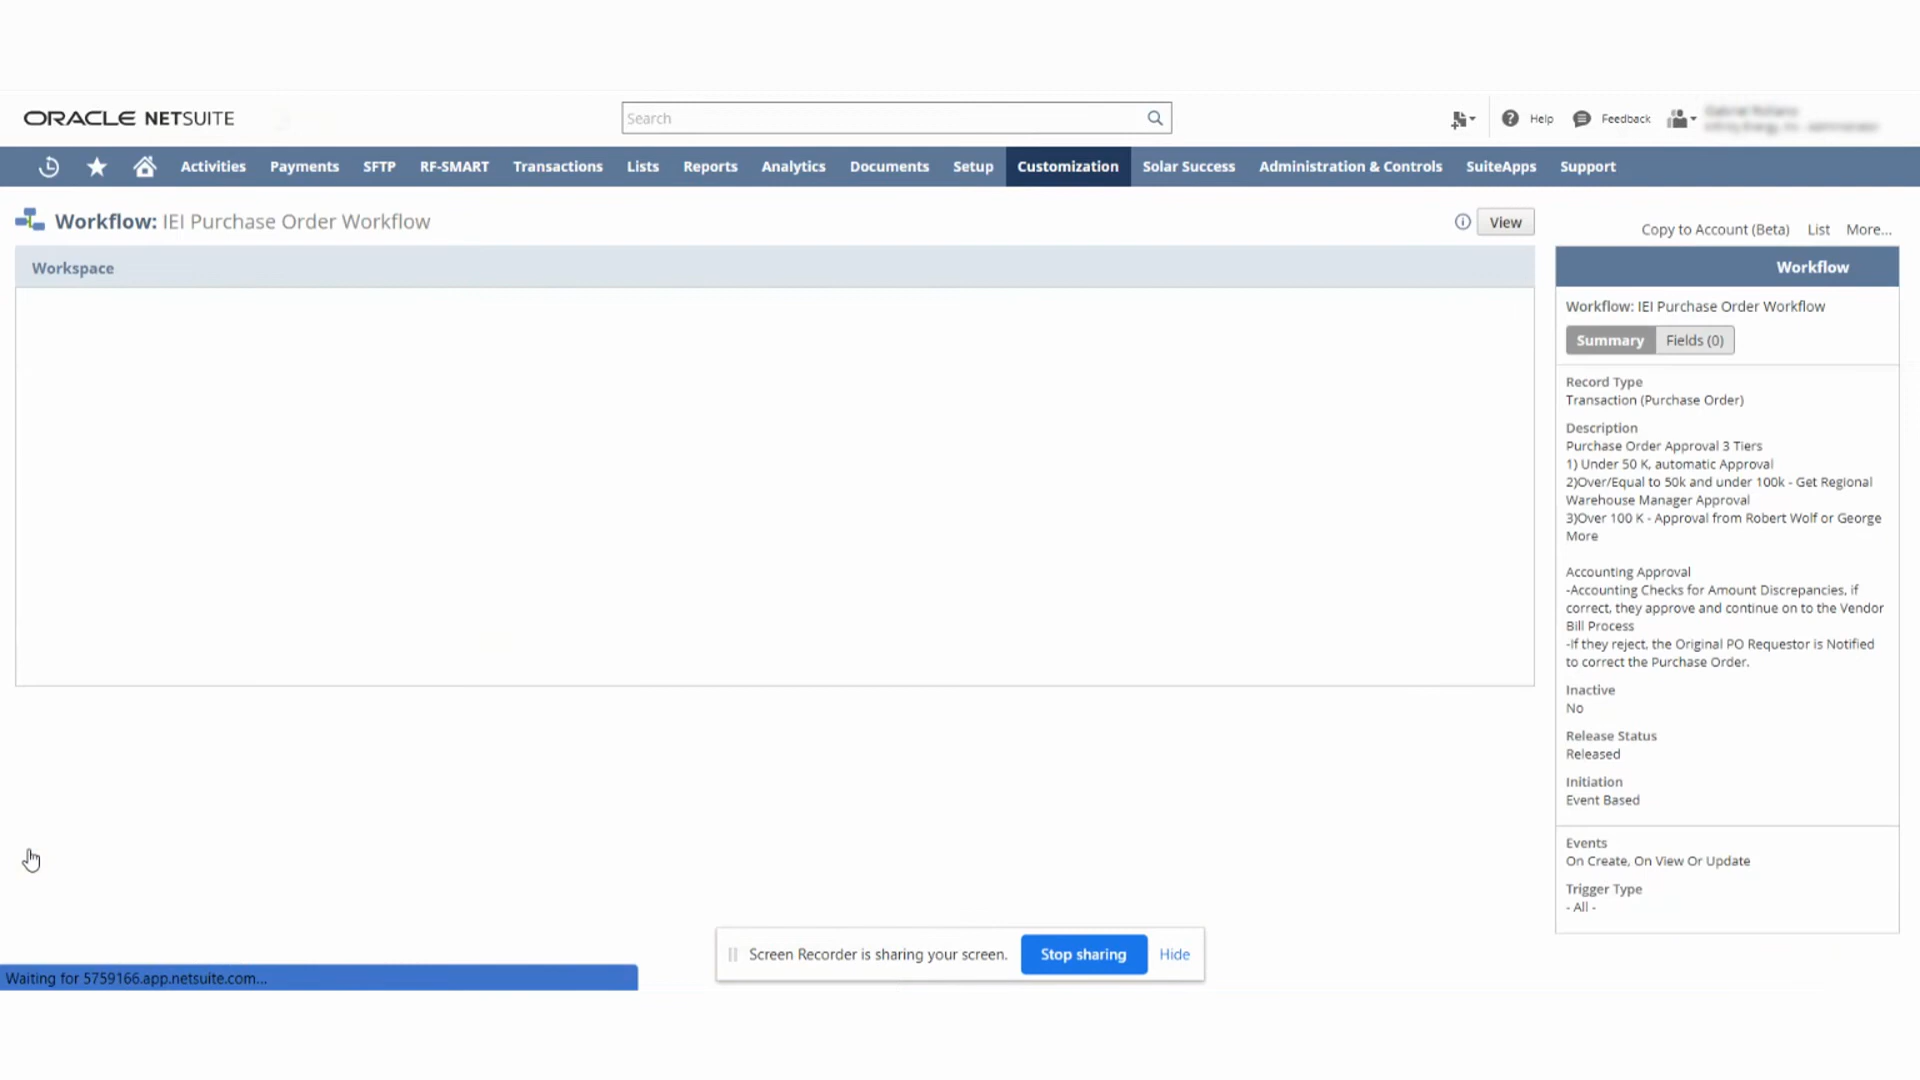 ORACLE NETSUITE
Search
Help
Feedback
Activities
Payments
SFTP
RF-SMART
Transactions
Lists
Reports
Analytics
Documents
Setup
Customization
Solar Success
Administration & Controls
SuiteApps
Support
Workflow: IEI Purchase Order Workflow
View
Copy to Account (Beta)
List
More...
Workspace
Workflow
Workflow: IEI Purchase Order Workflow
Summary
Fields (0)
Record Type
Transaction (Purchase Order)
Description
Purchase Order Approval 3 Tiers
1) Under 50 K, automatic Approval
2)Over/Equal to 50k and under 100k - Get Regional
Warehouse Manager Approval
3)Over 100 K - Approval from Robert Wolf or George
More
Accounting Approval
-Accounting Checks for Amount Discrepancies, if
correct, they approve and continue on to the Vendor
Bill Process
-If they reject, the Original PO Requestor is Notified
to correct the Purchase Order.
Inactive
No
Release Status
Released
Initiation
Event Based
Events
On Create, On View Or Update
Trigger Type
- All -
Screen Recorder is sharing your screen.
Stop sharing
Hide
Waiting for 5759166.app.netsuite.com...